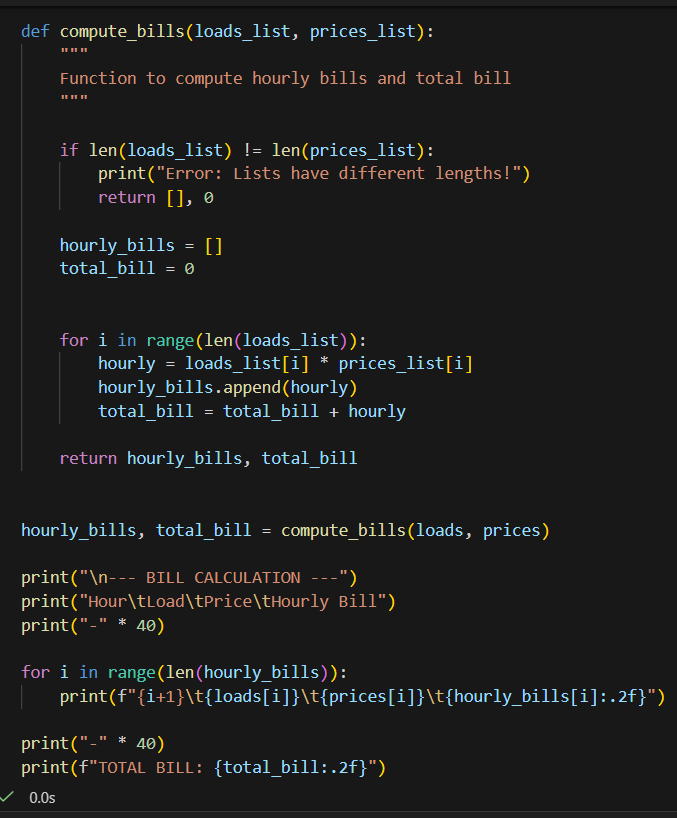 def compute_bills(loads_list, prices_list):
    """
    Function to compute hourly bills and total bill
    """
    if len(loads_list) != len(prices_list):
        print("Error: Lists have different lengths!")
        return [], 0
    hourly_bills = []
    total_bill = 0
    for i in range(len(loads_list)):
        hourly = loads_list[i] * prices_list[i]
        hourly_bills.append(hourly)
        total_bill = total_bill + hourly
    return hourly_bills, total_bill
hourly_bills, total_bill = compute_bills(loads, prices)
print("\n--- BILL CALCULATION ---")
print("Hour\tLoad\tPrice\tHourly Bill")
print("-" * 40)
for i in range(len(hourly_bills)):
    print(f"{i+1}\t{loads[i]}\t{prices[i]}\t{hourly_bills[i]:.2f}")
print("-" * 40)
print(f"TOTAL BILL: {total_bill:.2f}")
0.0s